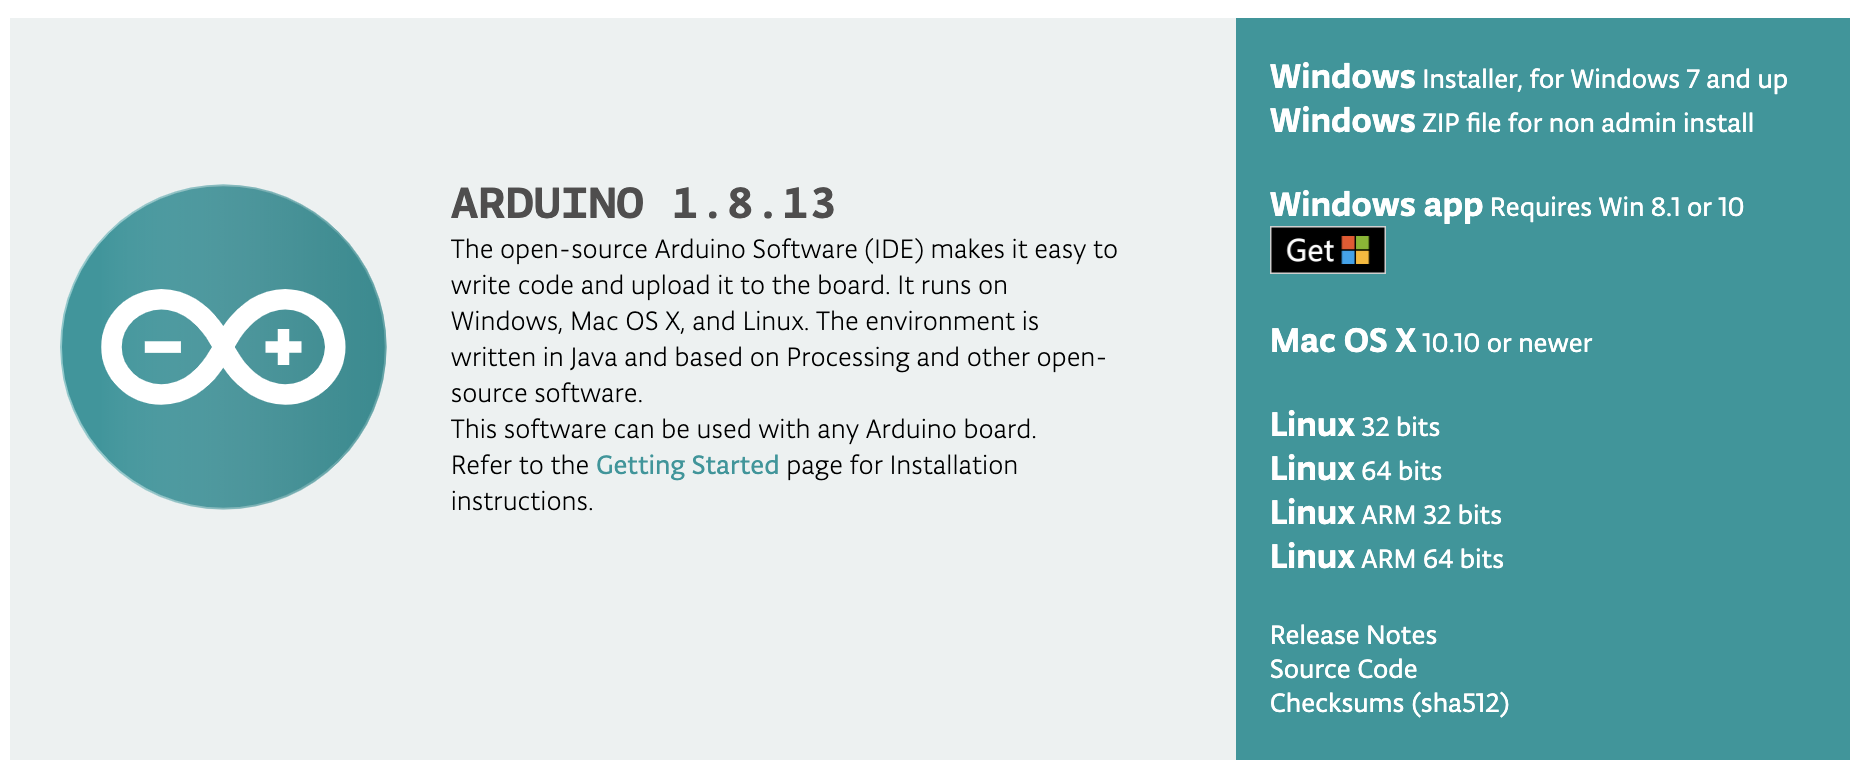 ARDUINO 1.8.13
The open-source Arduino Software (IDE) makes it easy to
write code and upload it to the board. It runs on
Windows, Mac OS X, and Linux. The environment is
written in Java and based on Processing and other open-
source software.
This software can be used with any Arduino board.
Refer to the Getting Started page for Installation
instructions.
Windows Installer, for Windows 7 and up
Windows ZIP file for non admin install
Windows app Requires Win 8.1 or 10
Get
Mac OS X 10.10 or newer
Linux 32 bits
Linux 64 bits
Linux ARM 32 bits
Linux ARM 64 bits
Release Notes
Source Code
Checksums (sha512)